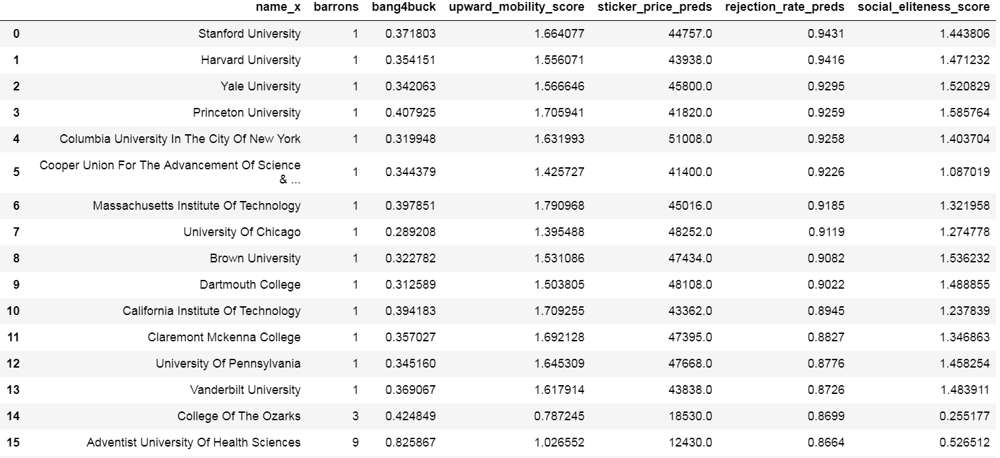 name_x barrons bang4buck upward_mobility_score sticker_price_preds rejection_rate_preds social_eliteness_score
0 Stanford University 1 0.371803 1.664077 44757.0 0.9431 1.443806
1 Harvard University 1 0.354151 1.556071 43938.0 0.9416 1.471232
2 Yale University 1 0.342063 1.566646 45800.0 0.9295 1.520829
3 Princeton University 1 0.407925 1.705941 41820.0 0.9259 1.585764
4 Columbia University In The City Of New York 1 0.319948 1.631993 51008.0 0.9258 1.403704
5 Cooper Union For The Advancement Of Science
& ... 1 0.344379 1.425727 41400.0 0.9226 1.087019
6 Massachusetts Institute Of Technology 1 0.397851 1.790968 45016.0 0.9185 1.321958
7 University Of Chicago 1 0.289208 1.395488 48252.0 0.9119 1.274778
8 Brown University 1 0.322782 1.531086 47434.0 0.9082 1.536232
9 Dartmouth College 1 0.312589 1.503805 48108.0 0.9022 1.488855
10 California Institute Of Technology 1 0.394183 1.709255 43362.0 0.8945 1.237839
11 Claremont Mckenna College 1 0.357027 1.692128 47395.0 0.8827 1.346863
12 University Of Pennsylvania 1 0.345160 1.645309 47668.0 0.8776 1.458254
13 Vanderbilt University 1 0.369067 1.617914 43838.0 0.8726 1.483911
14 College Of The Ozarks 3 0.424849 0.787245 18530.0 0.8699 0.255177
15 Adventist University Of Health Sciences 9 0.825867 1.026552 12430.0 0.8664 0.526512